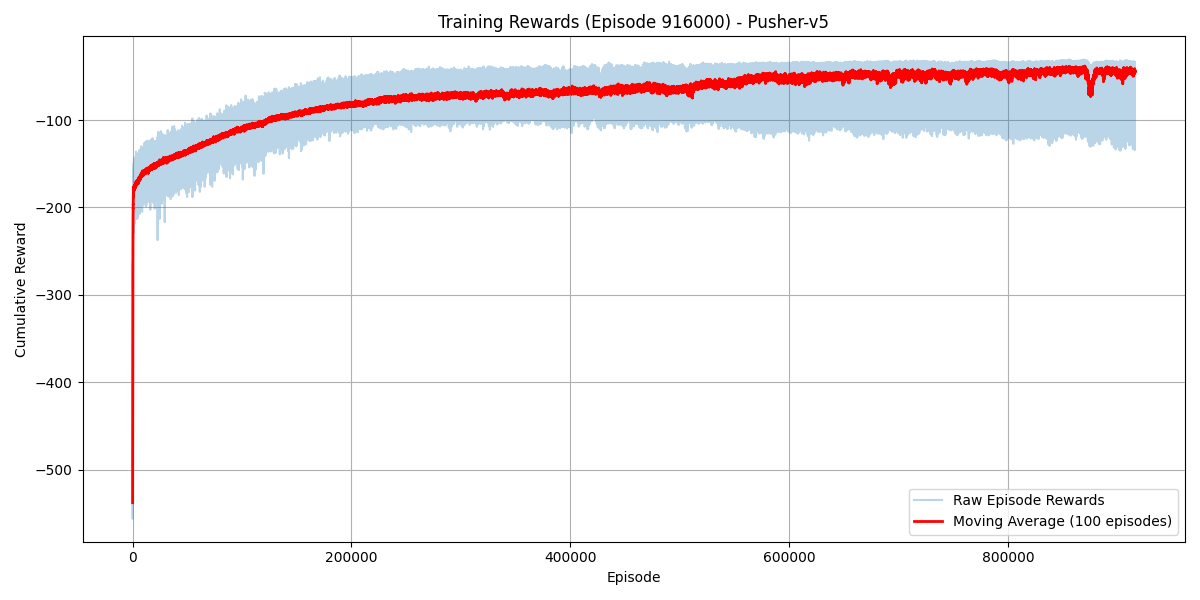 Training Rewards (Episode 916000) - Pusher-v5
Cumulative Reward
−100
−200
−300
−400
−500
0
200000
400000
600000
800000
Episode
Raw Episode Rewards
Moving Average (100 episodes)